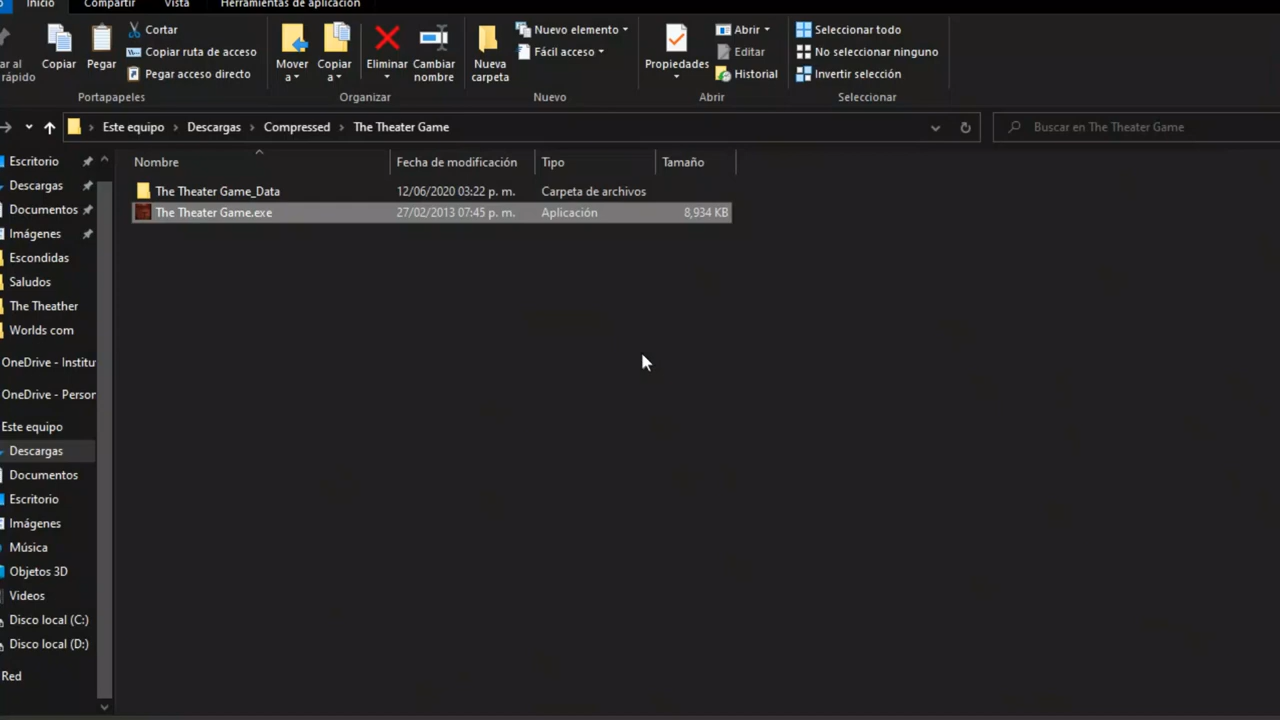 Inicio Compartir Vista Herramientas de aplicación
Cortar
Copiar ruta de acceso
Pegar acceso directo
ar al
rápido
Copiar
Pegar
Portapapeles
Mover
a
Copiar
a
Eliminar
Cambiar
nombre
Organizar
Nueva
carpeta
Nuevo elemento
Fácil acceso
Nuevo
Propiedades
Abrir
Editar
Historial
Abrir
Seleccionar todo
No seleccionar ninguno
Invertir selección
Seleccionar
Este equipo Descargas Compressed The Theater Game
Buscar en The Theater Game
Nombre Fecha de modificación Tipo Tamaño
The Theater Game_Data 12/06/2020 03:22 p. m. Carpeta de archivos
The Theater Game.exe 27/02/2013 07:45 p. m. Aplicación 8,934 KB
Escritorio
Descargas
Documentos
Imágenes
Escondidas
Saludos
The Theather
Worlds com
OneDrive - Institu
OneDrive - Person
Este equipo
Descargas
Documentos
Escritorio
Imágenes
Música
Objetos 3D
Videos
Disco local (C:)
Disco local (D:)
Red